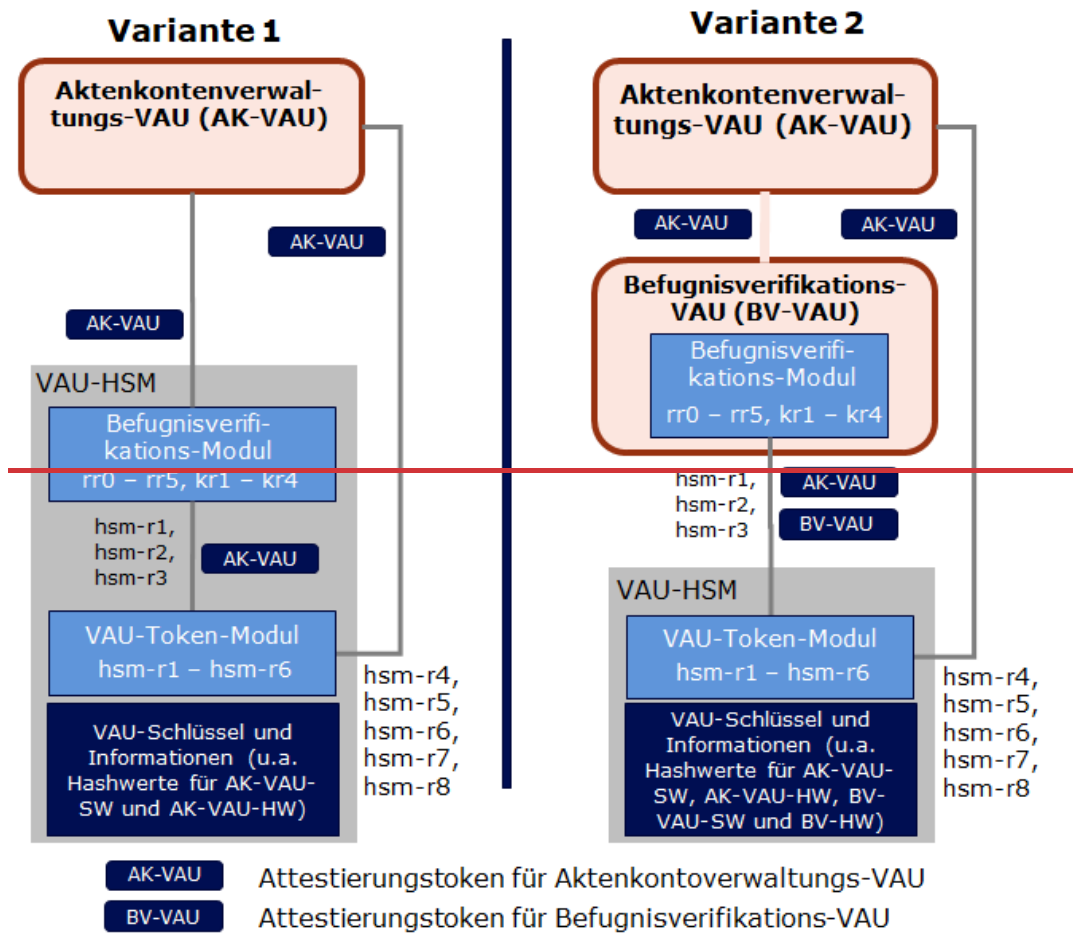 Variante 1
Aktenkontenverwal-
tungs-VAU (AK-VAU)
AK-VAU
AK-VAU
VAU-HSM
Befugnisverifi-
kations-Modul
rr0 – rr5, kr1 – kr4
hsm-r1,
hsm-r2,
hsm-r3
AK-VAU
VAU-Token-Modul
hsm-r1 – hsm-r6
hsm-r4,
hsm-r5,
hsm-r6,
hsm-r7,
hsm-r8
VAU-Schlüssel und
Informationen (u.a.
Hashwerte für AK-VAU-
SW und AK-VAU-HW)
Variante 2
Aktenkontenverwal-
tungs-VAU (AK-VAU)
AK-VAU
AK-VAU
Befugnisverifikations-
VAU (BV-VAU)
Befugnisverifi-
kations-Modul
rr0 – rr5, kr1 – kr4
hsm-r1,
hsm-r2,
hsm-r3
AK-VAU
BV-VAU
VAU-HSM
VAU-Token-Modul
hsm-r1 – hsm-r6
hsm-r4,
hsm-r5,
hsm-r6,
hsm-r7,
hsm-r8
VAU-Schlüssel und
Informationen (u.a.
Hashwerte für AK-VAU-
SW, AK-VAU-HW, BV-
VAU-SW und BV-HW)
AK-VAU Attestierungstoken für Aktenkontoverwaltungs-VAU
BV-VAU Attestierungstoken für Befugnisverifikations-VAU